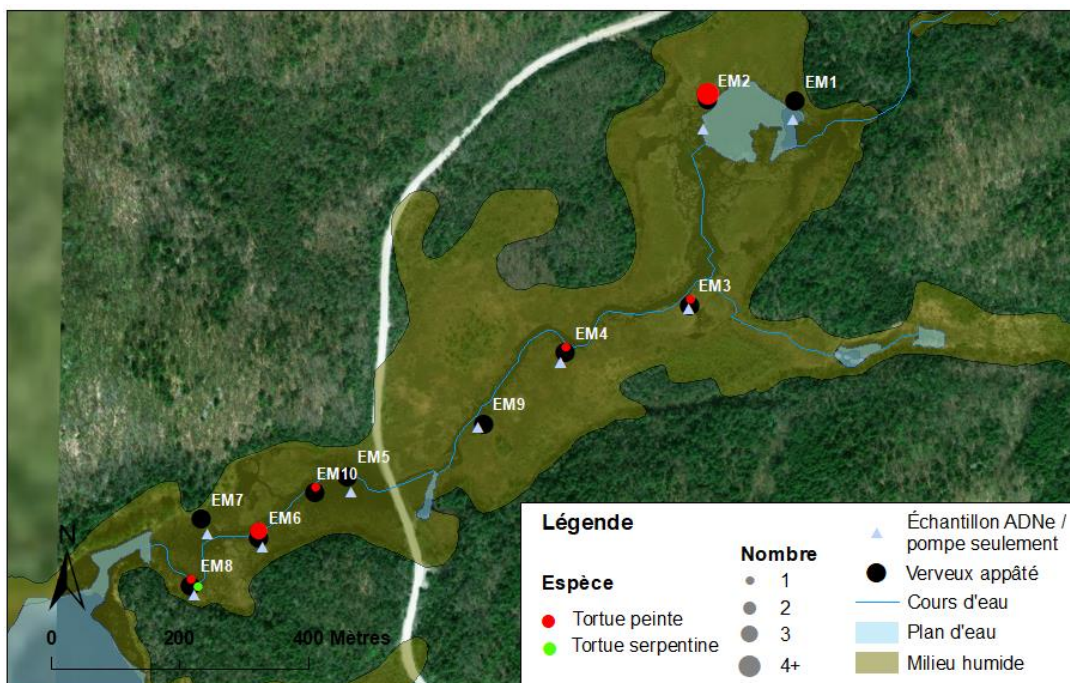 EM2
EM1
EM3
EM4
EM9
EM5
EM10
EM7
EM6
EM8
N
0 200 400 Mètres
Légende
Espèce
Tortue peinte
Tortue serpentine
Nombre
1
2
3
4+
Échantillon ADNe /
pompe seulement
Verveux appâté
Cours d'eau
Plan d'eau
Milieu humide